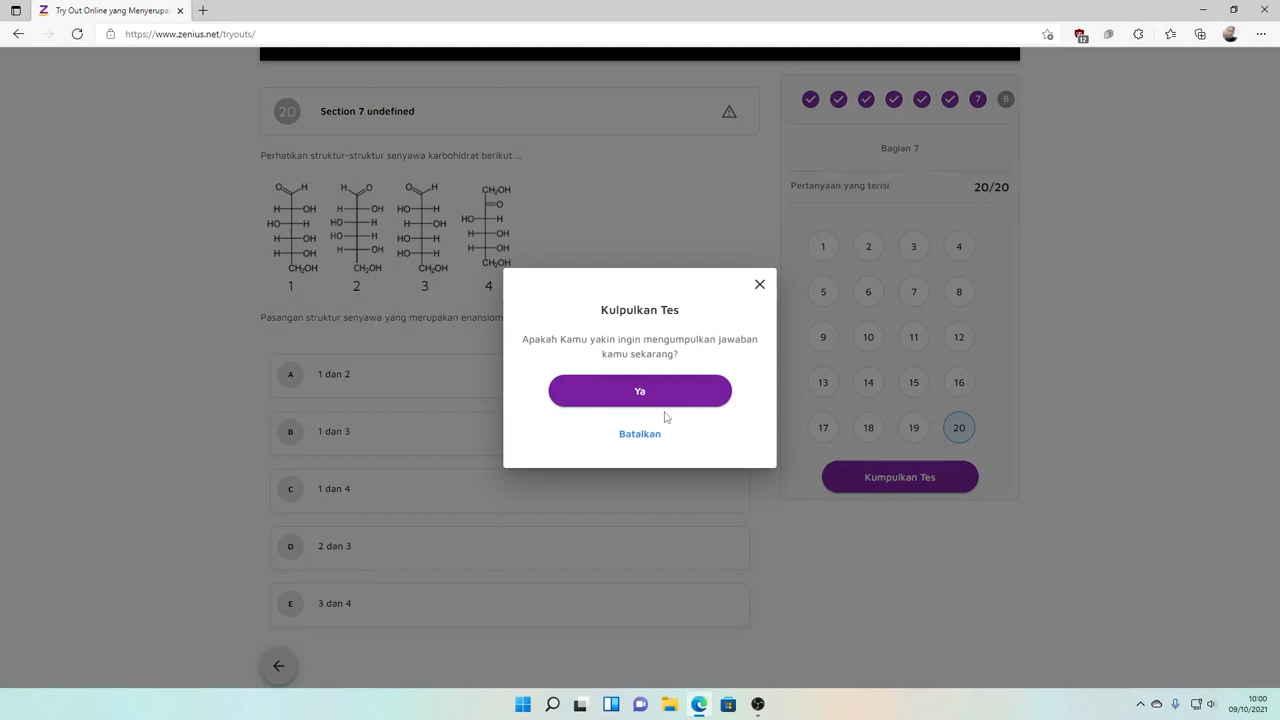 Try Out Online yang Menyerupa
https://www.zenius.net/tryouts/
12
20
Section 7 undefined
7
8
Bagian 7
Pertanyaan yang terisi
20/20
Perhatikan struktur-struktur senyawa karbohidrat berikut ...
O H H O O H CH₂OH
H OH H OH HO H O
HO H HO H H OH HO H
H OH HO H HO H H OH
H OH H OH HO H H OH
CH₂OH CH₂OH CH₂OH CH₂OH
1 2 3 4
Pasangan struktur senyawa yang merupakan enansiom
A 1 dan 2
B 1 dan 3
C 1 dan 4
D 2 dan 3
E 3 dan 4
Kulpulkan Tes
Apakah Kamu yakin ingin mengumpulkan jawaban
kamu sekarang?
Ya
Batalkan
1 2 3 4
5 6 7 8
9 10 11 12
13 14 15 16
17 18 19 20
Kumpulkan Tes
10:00
09/10/2021